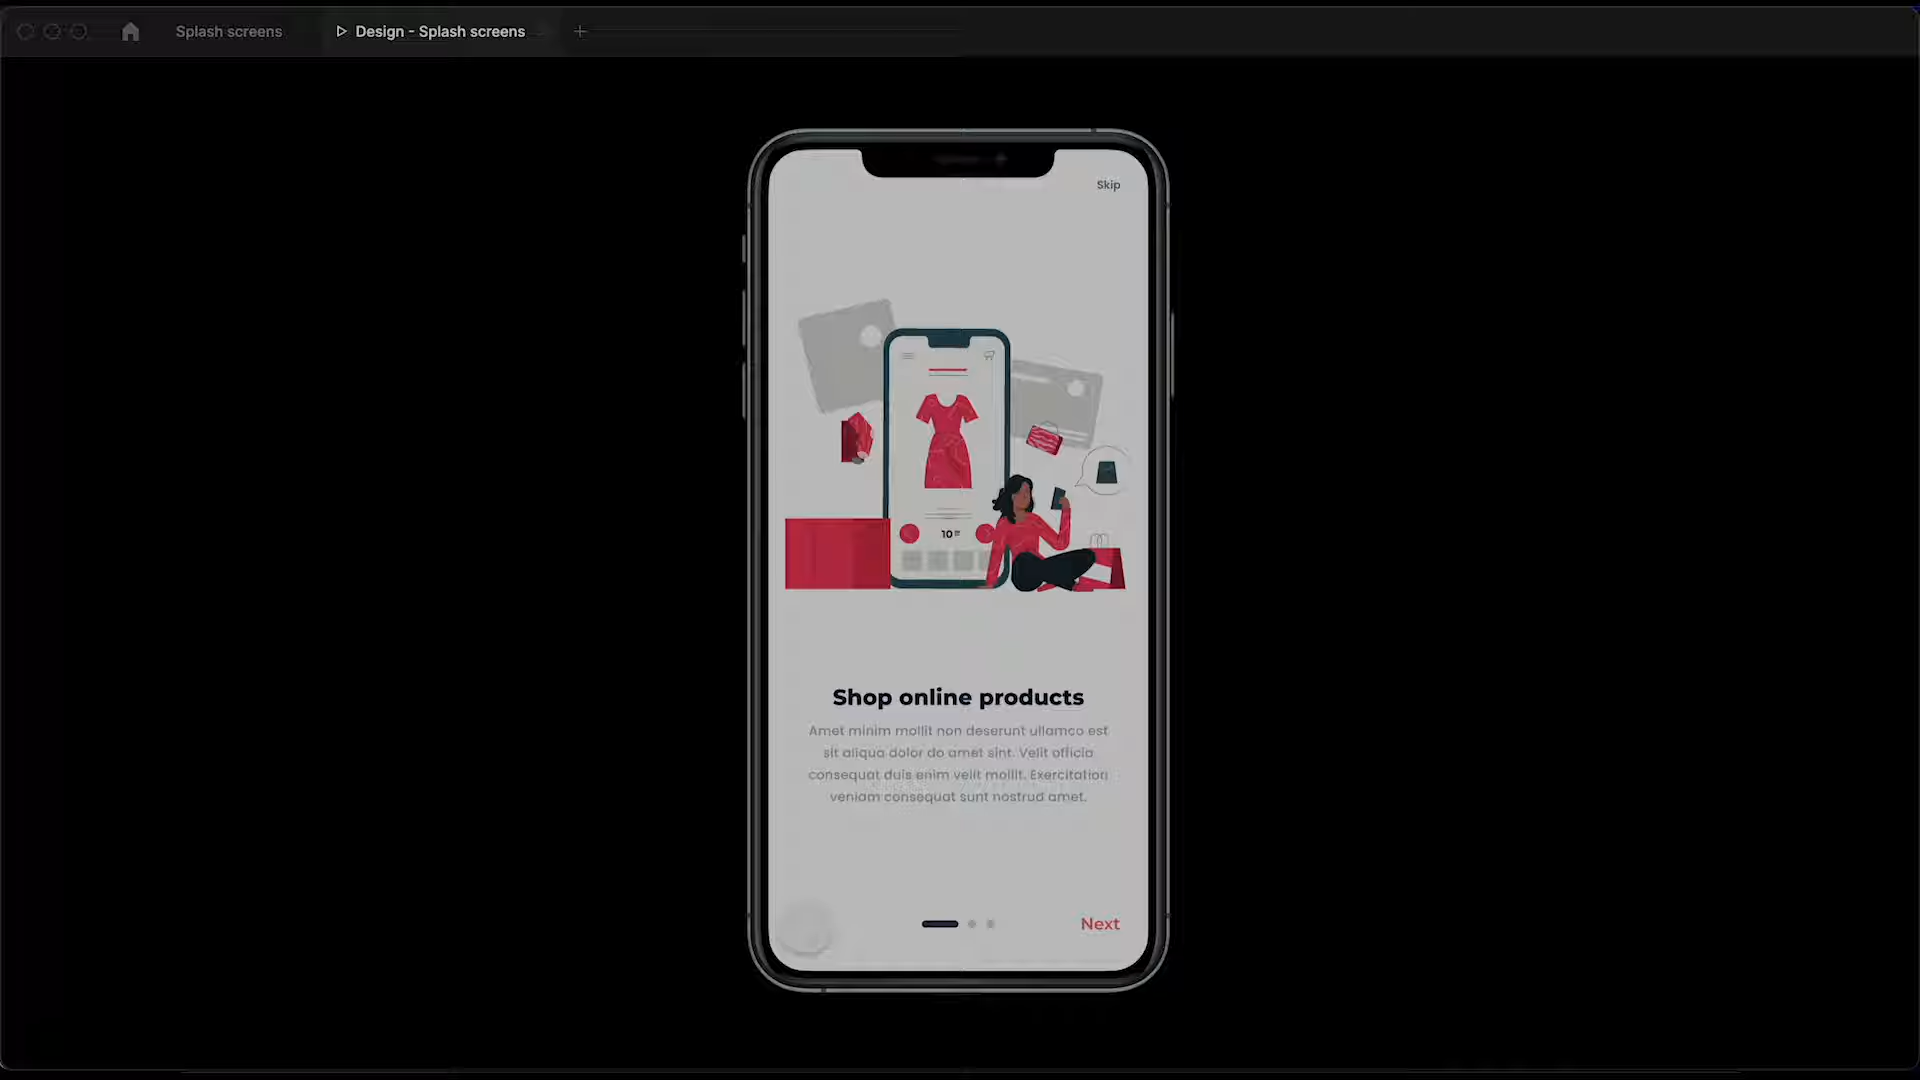 Splash screens
Design - Splash screens
Skip
10
Shop online products
Amet minim mollit non deserunt ullamco est
sit aliqua dolor do amet sint. Velit officia
consequat duis enim velit mollit. Exercitation
veniam consequat sunt nostrud amet.
Next